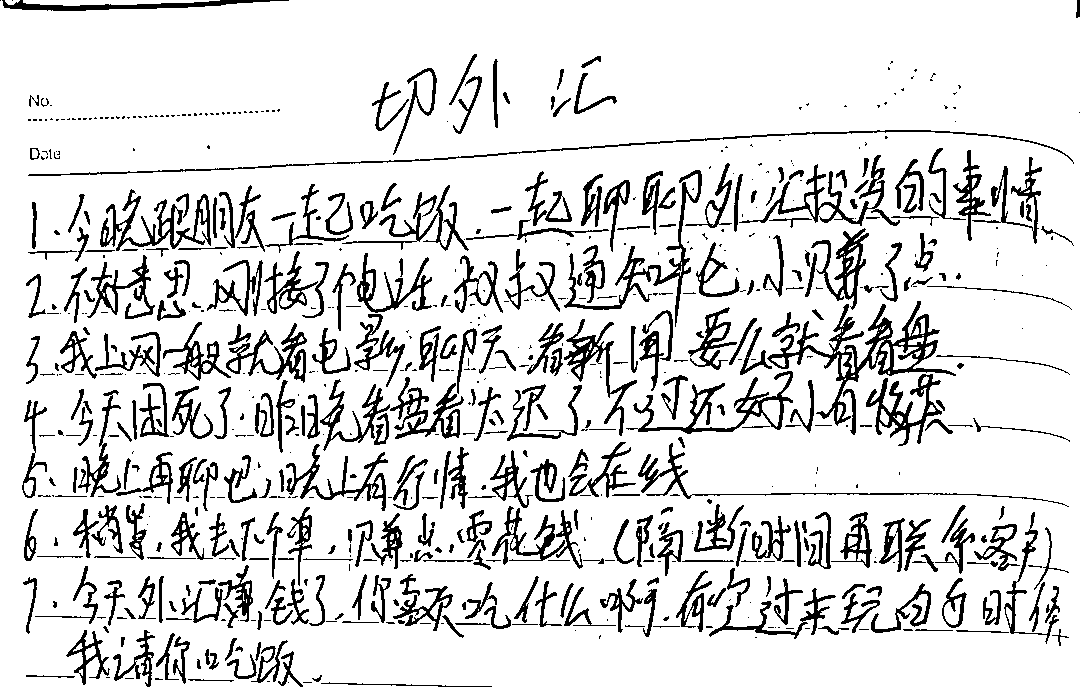 No.
切外汇
Date
1.今晚跟朋友一起吃饭.一起聊聊外汇投资的事情.
2.不好意思.刚接了个电话,叔叔通知平仓,小赚了点.
3.我上网一般就看电影,聊天.看新闻 要么就看看盘.
4.今天困死了.昨晚看盘看太迟了,不过还好小有收获、
5、晚上再聊吧,晚上有行情.我也会在线
6.稍等,我去下个单,赚点零花钱.(隔断时间再联系客户)
7.今天外汇赚钱了,你喜欢吃什么啊.有空过来玩的时候
我请你吃饭.